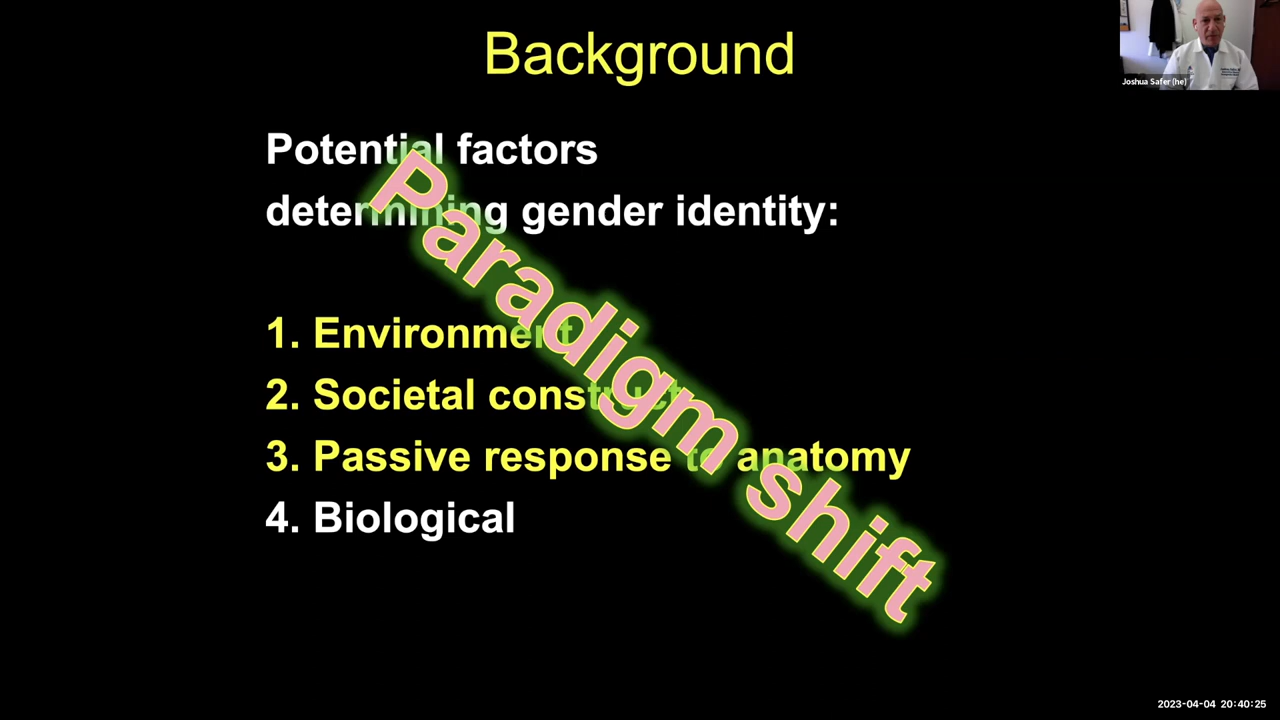 Background
Joshua Safer (he)
Potential factors
determining gender identity:
1. Environment
2. Societal construct
3. Passive response to anatomy
4. Biological
Paradigm shift
2023-04-04 20:40:25